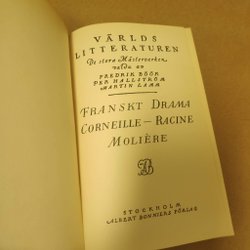 VÄRLDS
LITTERATUREN
De stora Mästerverken
valda av
FREDRIK BÖÖK
PER HALLSTRÖM
MARTIN LAMM
FRANSKT DRAMA
CORNEILLE – RACINE
MOLIÈRE
STOCKHOLM
ALBERT BONNIERS FÖRLAG